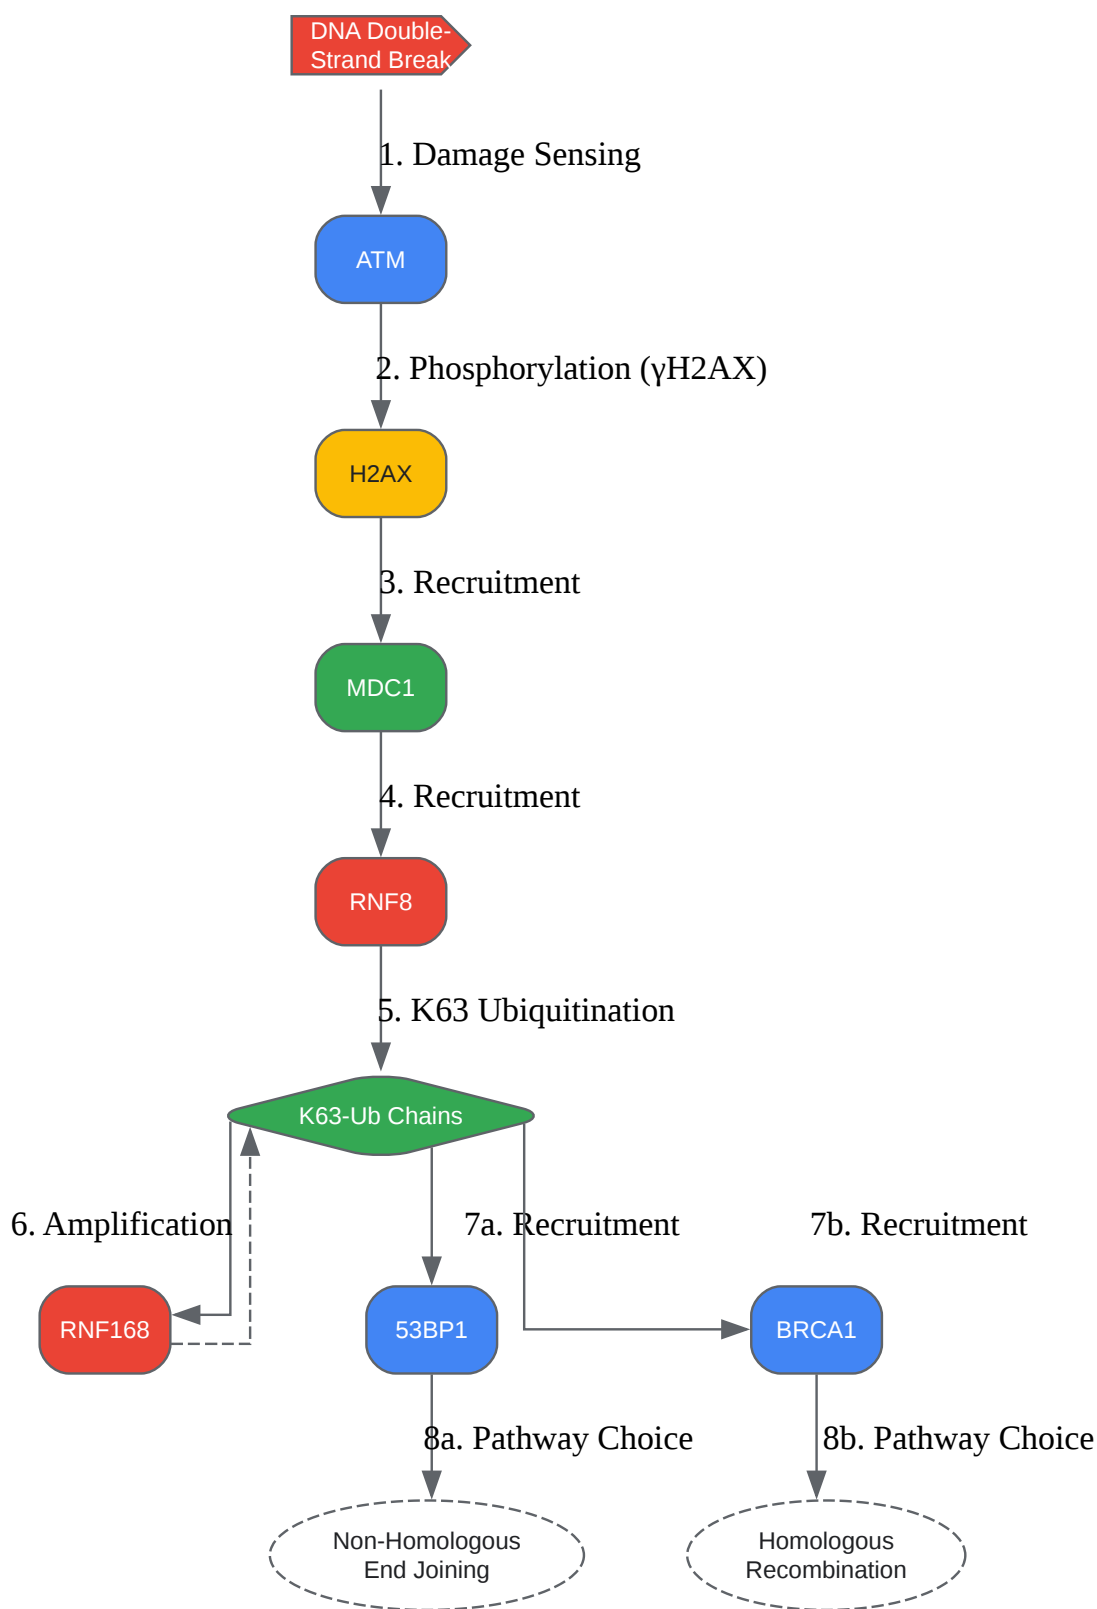 DNA Double-
Strand Break
1. Damage Sensing
ATM
2. Phosphorylation (γH2AX)
H2AX
3. Recruitment
MDC1
4. Recruitment
RNF8
5. K63 Ubiquitination
K63-Ub Chains
6. Amplification
7a. Recruitment
7b. Recruitment
RNF168
53BP1
BRCA1
8a. Pathway Choice
8b. Pathway Choice
Non-Homologous
End Joining
Homologous
Recombination